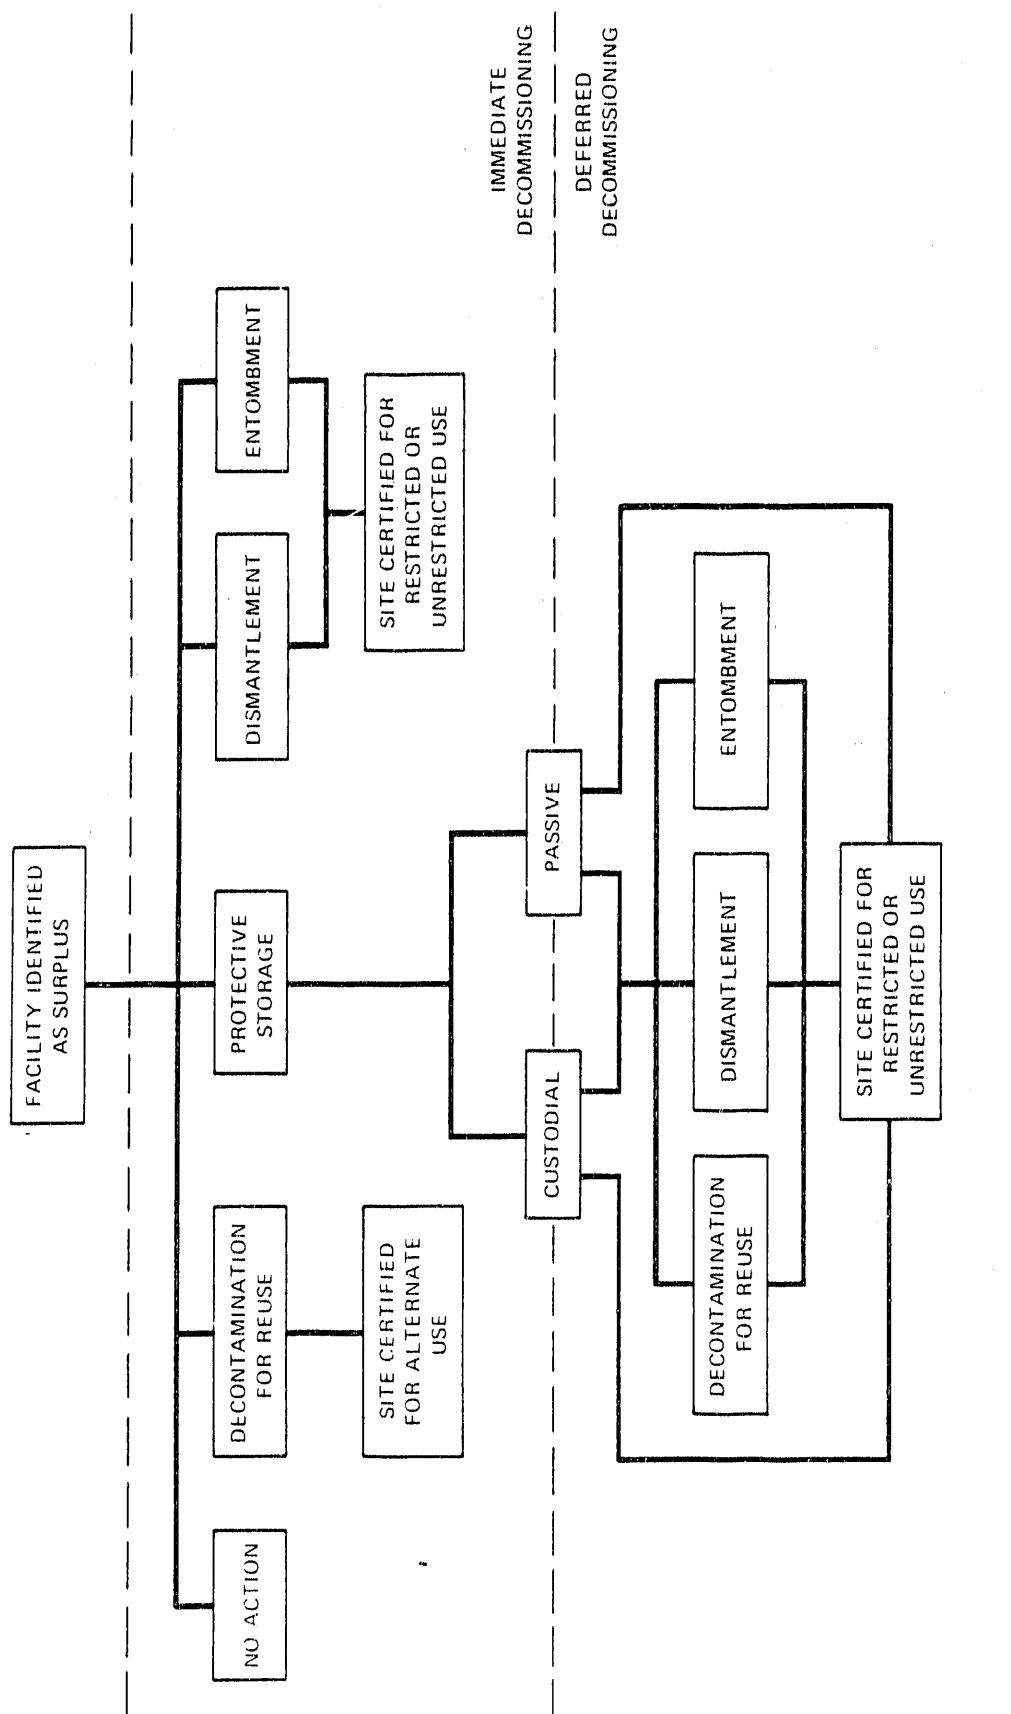 FACILITY IDENTIFIED
AS SURPLUS
NO ACTION
DECONTAMINATION
FOR REUSE
PROTECTIVE
STORAGE
DISMANTLEMENT
ENTOMBMENT
SITE CERTIFIED
FOR ALTERNATE
USE
SITE CERTIFIED FOR
RESTRICTED OR
UNRESTRICTED USE
IMMEDIATE
DECOMMISSIONING
CUSTODIAL
PASSIVE
DEFERRED
DECOMMISSIONING
DECONTAMINATION
FOR REUSE
DISMANTLEMENT
ENTOMBMENT
SITE CERTIFIED FOR
RESTRICTED OR
UNRESTRICTED USE